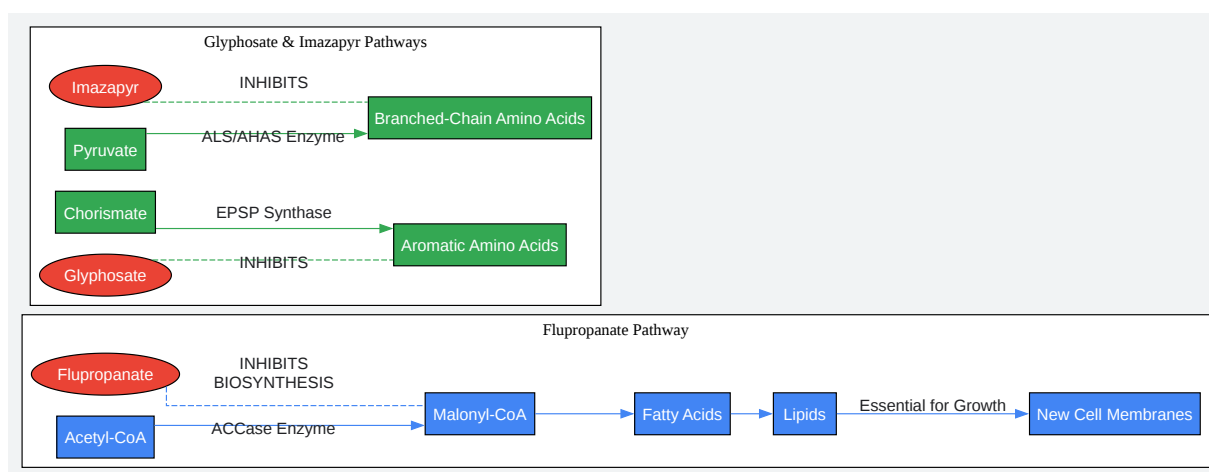 Glyphosate & Imazapyr Pathways
Imazapyr
INHIBITS
Branched-Chain Amino Acids
Pyruvate
ALS/AHAS Enzyme
Chorismate
EPSP Synthase
Aromatic Amino Acids
Glyphosate
INHIBITS
Flupropanate Pathway
Flupropanate
INHIBITS
BIOSYNTHESIS
Acetyl-CoA
ACCase Enzyme
Malonyl-CoA
Fatty Acids
Lipids
Essential for Growth
New Cell Membranes